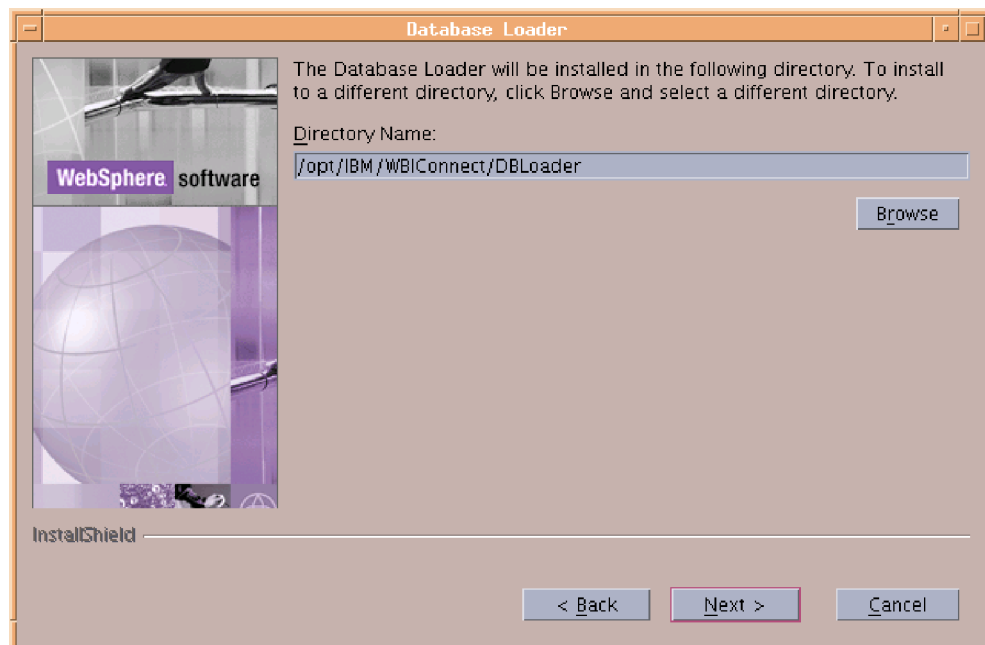 Database Loader
The Database Loader will be installed in the following directory. To install
to a different directory, click Browse and select a different directory.
Directory Name:
/opt/IBM/WBIConnect/DBLoader
WebSphere software
Browse
InstallShield
< Back
Next >
Cancel